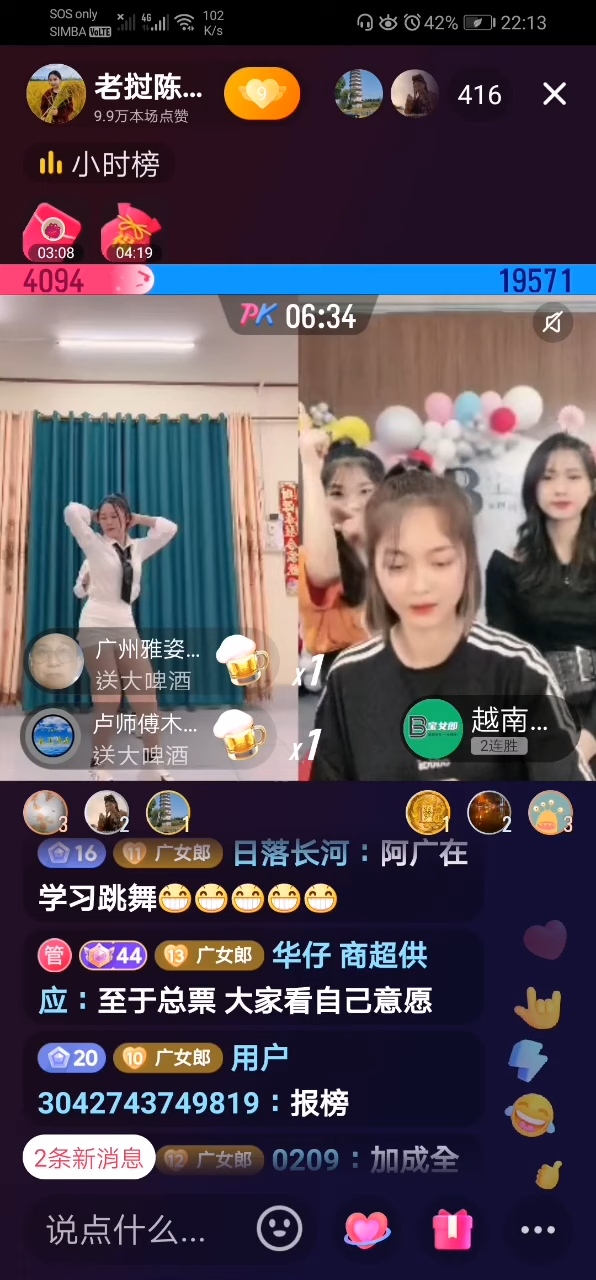 SOS only
SIMBA VoLTE
4G
102
K/s
42%
22:13
老挝陈...
9.9万本场点赞
9
416
小时榜
03:08
04:19
4094
19571
PK 06:34
广州雅姿...
送大啤酒
x1
卢师傅木...
送大啤酒
x1
B
宝女郎
越南...
2连胜
3
2
1
1
2
3
16 11 广女郎 日落长河：阿广在
学习跳舞😁😁😁😁😁
管 44 13 广女郎 华仔 商超供
应：至于总票 大家看自己意愿
20 10 广女郎 用户
3042743749819：报榜
2条新消息
12 广女郎 0209：加成全
说点什么...